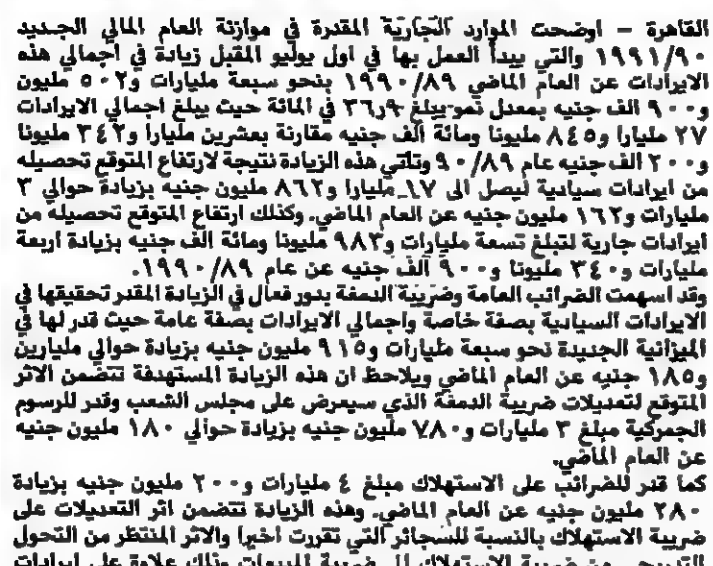 القاهرة – اوضحت الموارد الجارية المقدرة في موازنة العام المالي الجديد
١٩٩١/٩٠ والتي يبدأ العمل بها في اول يوليو المقبل زيادة في اجمالي هذه
الايرادات عن العام الماضي ١٩٩٠/٨٩ بنحو سبعة مليارات و٥٠٢ مليون
و٩٠٠ الف جنيه بمعدل نمو يبلغ ٣٦ر٩ في المائة حيث يبلغ اجمالي الايرادات
٢٧ مليارا و٨٤٥ مليونا ومائة الف جنيه مقارنة بعشرين مليارا و٣٤٢ مليونا
و٢٠٠ الف جنيه عام ٩٠/٨٩ وتأتي هذه الزيادة نتيجة لارتفاع المتوقع تحصيله
من ايرادات سيادية ليصل الى ١٧ مليارا و٨٦٢ مليون جنيه بزيادة حوالي ٣
مليارات و١٦٢ مليون جنيه عن العام الماضي. وكذلك ارتفاع المتوقع تحصيله من
ايرادات جارية لتبلغ تسعة مليارات و٩٨٣ مليونا ومائة الف جنيه بزيادة اربعة
مليارات و٣٤٠ مليونا و٩٠٠ الف جنيه عن عام ١٩٩٠/٨٩.
وقد اسهمت الضرائب العامة وضريبة الدمغة بدور فعال في الزيادة المقدر تحقيقها في
الايرادات السيادية بصفة خاصة واجمالي الايرادات بصفة عامة حيث قدر لها في
الميزانية الجديدة نحو سبعة مليارات و٩١٥ مليون جنيه بزيادة حوالي مليارين
و١٨٥ جنيه عن العام الماضي ويلاحظ ان هذه الزيادة المستهدفة تتضمن الاثر
المتوقع لتعديلات ضريبة الدمغة الذي سيعرض على مجلس الشعب وقدر للرسوم
الجمركية مبلغ ٣ مليارات و٧٨٠ مليون جنيه بزيادة حوالي ١٨٠ مليون جنيه
عن العام الماضي.
كما قدر للضرائب على الاستهلاك مبلغ ٤ مليارات و٢٠٠ مليون جنيه بزيادة
٢٨٠ مليون جنيه عن العام الماضي. وهذه الزيادة تتضمن اثر التعديلات على
ضريبة الاستهلاك بالنسبة للسجائر التي تقررت اخيرا والاثر المنتظر من التحول
التدريجي من ضريبة الاستهلاك الى ضريبة المبيعات وذلك علاوة على ايرادات